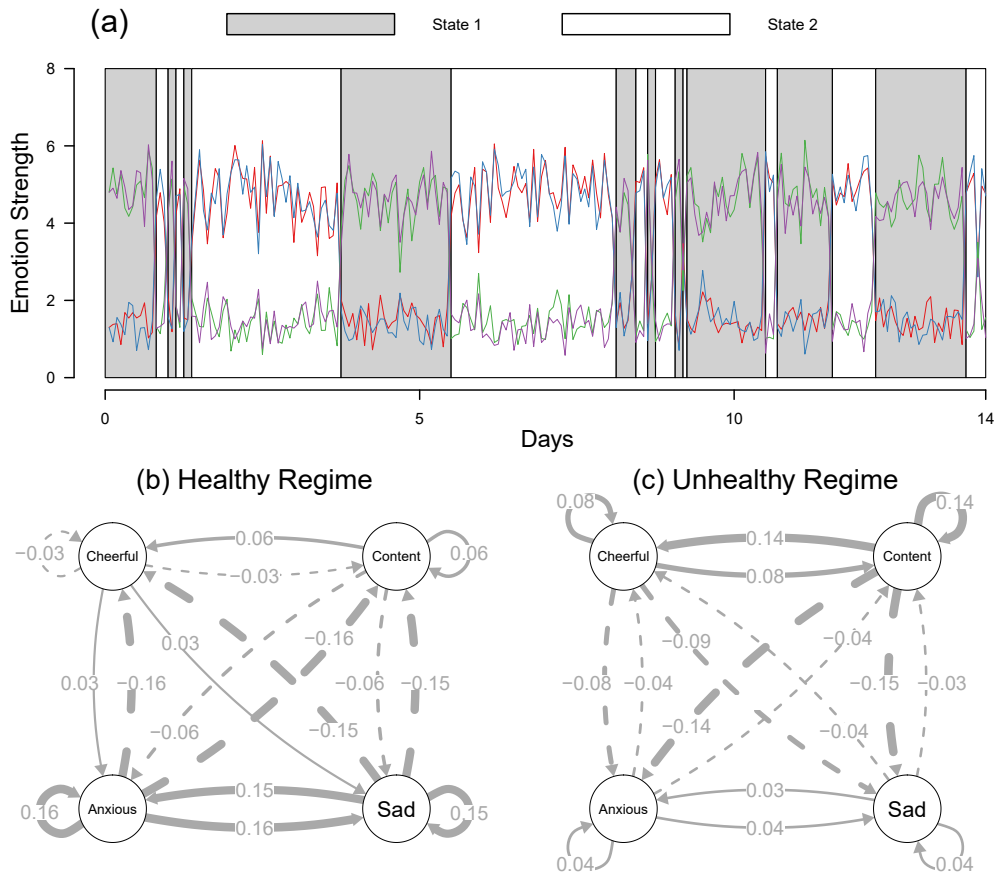 (a)
State 1
State 2
Emotion Strength
8
6
4
2
0
0
5
10
14
Days
(b) Healthy Regime
Cheerful
Content
Anxious
Sad
−0.03
0.06
0.06
−0.03
−0.16
0.03
0.03
−0.16
−0.06
−0.15
−0.06
−0.15
0.16
0.15
0.16
0.15
(c) Unhealthy Regime
Cheerful
Content
Anxious
Sad
0.08
0.14
0.14
0.08
−0.09
−0.04
−0.08
−0.04
−0.15
−0.03
−0.14
−0.04
0.03
0.04
0.04
0.04